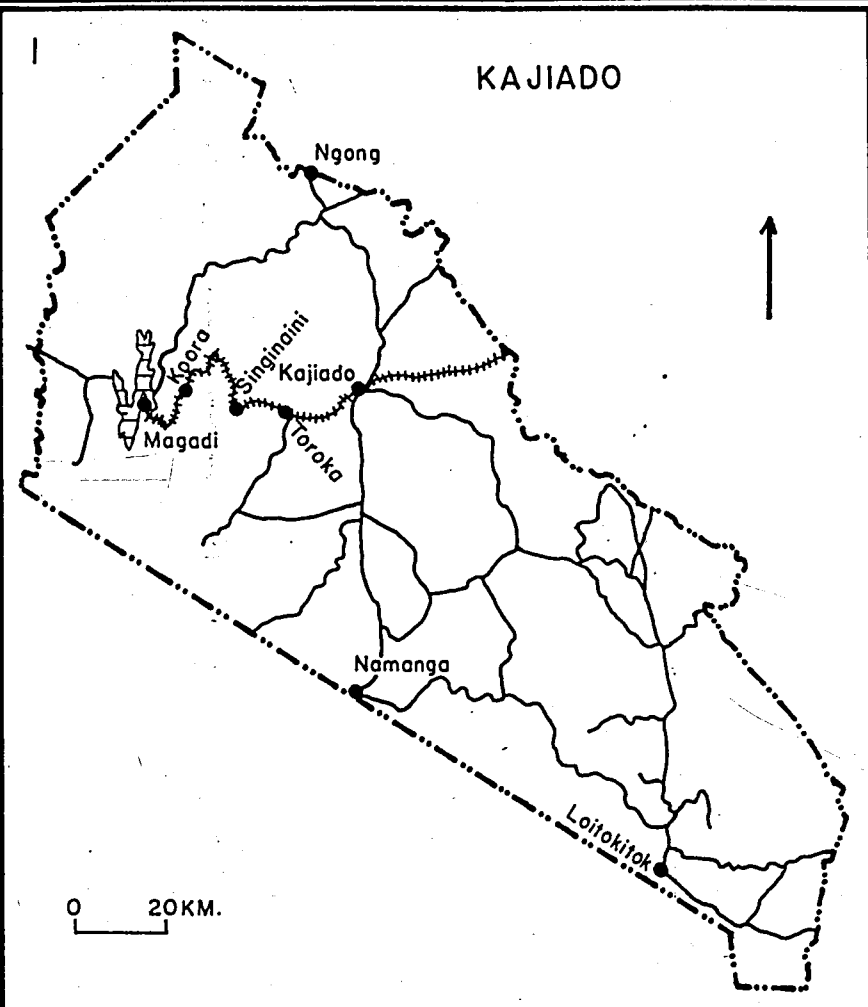 KAJIADO
Ngong
Koora
Singinaini
Kajiado
Magadi
Toroka
Namanga
Loitokitok
0 20KM.